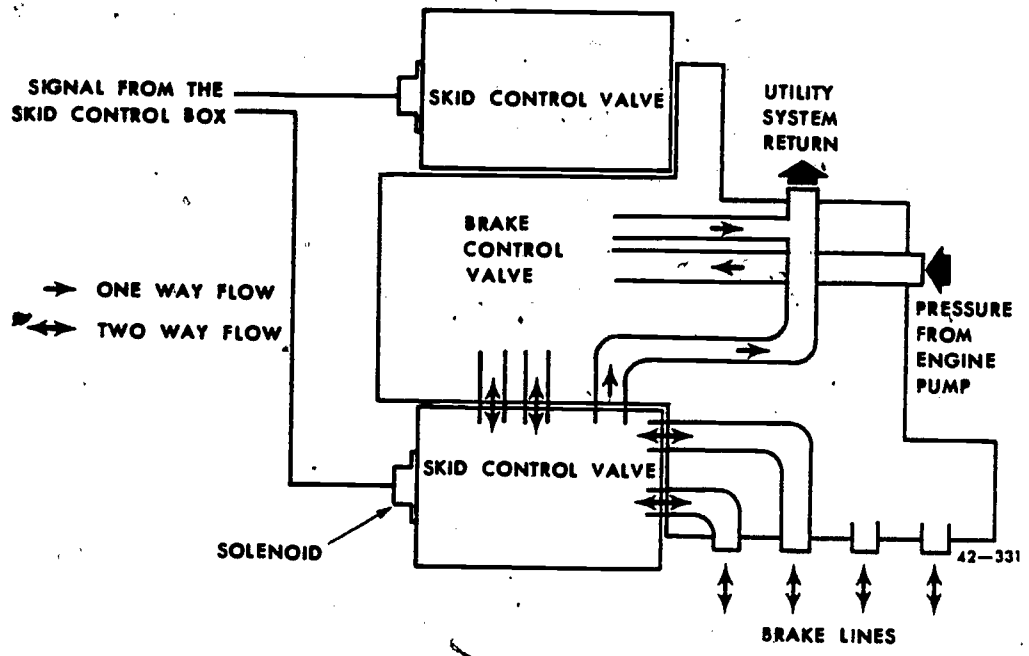 SIGNAL FROM THE
SKID CONTROL BOX
SKID CONTROL VALVE
UTILITY
SYSTEM
RETURN
BRAKE
CONTROL
VALVE
ONE WAY FLOW
TWO WAY FLOW
PRESSURE
FROM
ENGINE
PUMP
SKID CONTROL VALVE
SOLENOID
42-331
BRAKE LINES